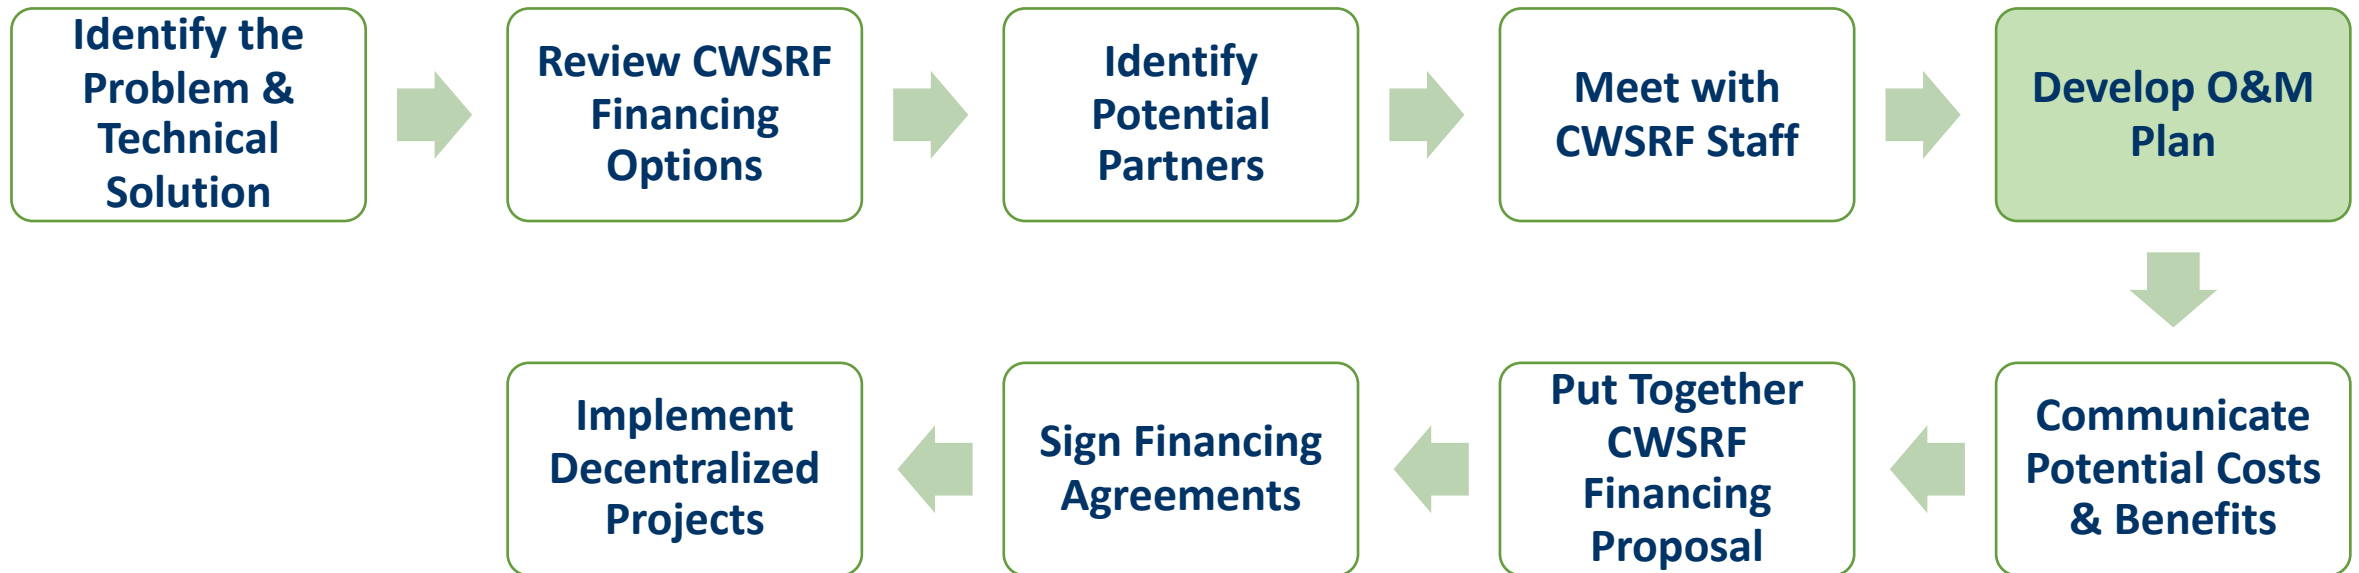 Identify the
Problem &
Technical
Solution
Review CWSRF
Financing
Options
Identify
Potential
Partners
Meet with
CWSRF Staff
Develop O&M
Plan
Communicate
Potential Costs
& Benefits
Put Together
CWSRF
Financing
Proposal
Sign Financing
Agreements
Implement
Decentralized
Projects